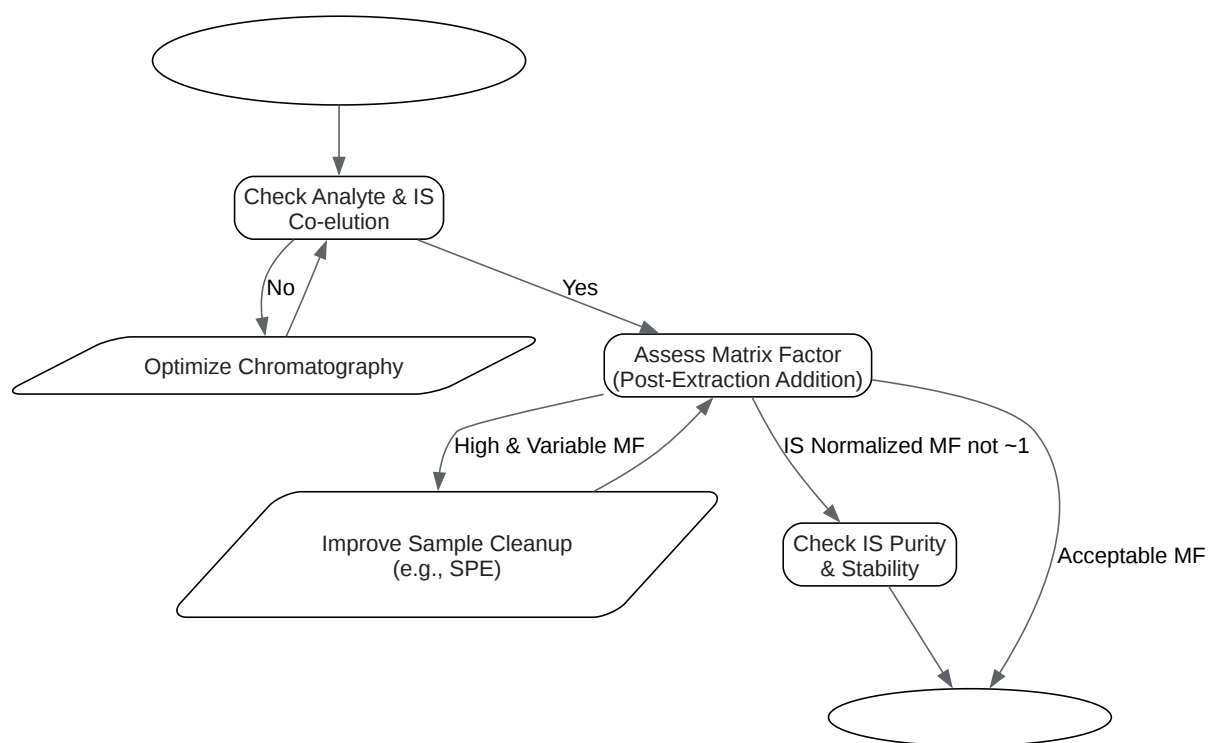 Check Analyte & IS
Co-elution
No
Yes
Optimize Chromatography
Assess Matrix Factor
(Post-Extraction Addition)
High & Variable MF
IS Normalized MF not ~1
Improve Sample Cleanup
(e.g., SPE)
Check IS Purity
& Stability
Acceptable MF